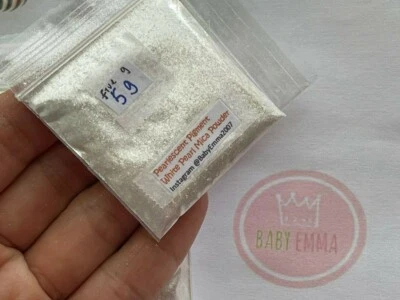 five g
5g
Pearlescent Pigment
White Pearl Mica Powder
Instagram @BabyEmma2007
BABY EMMA